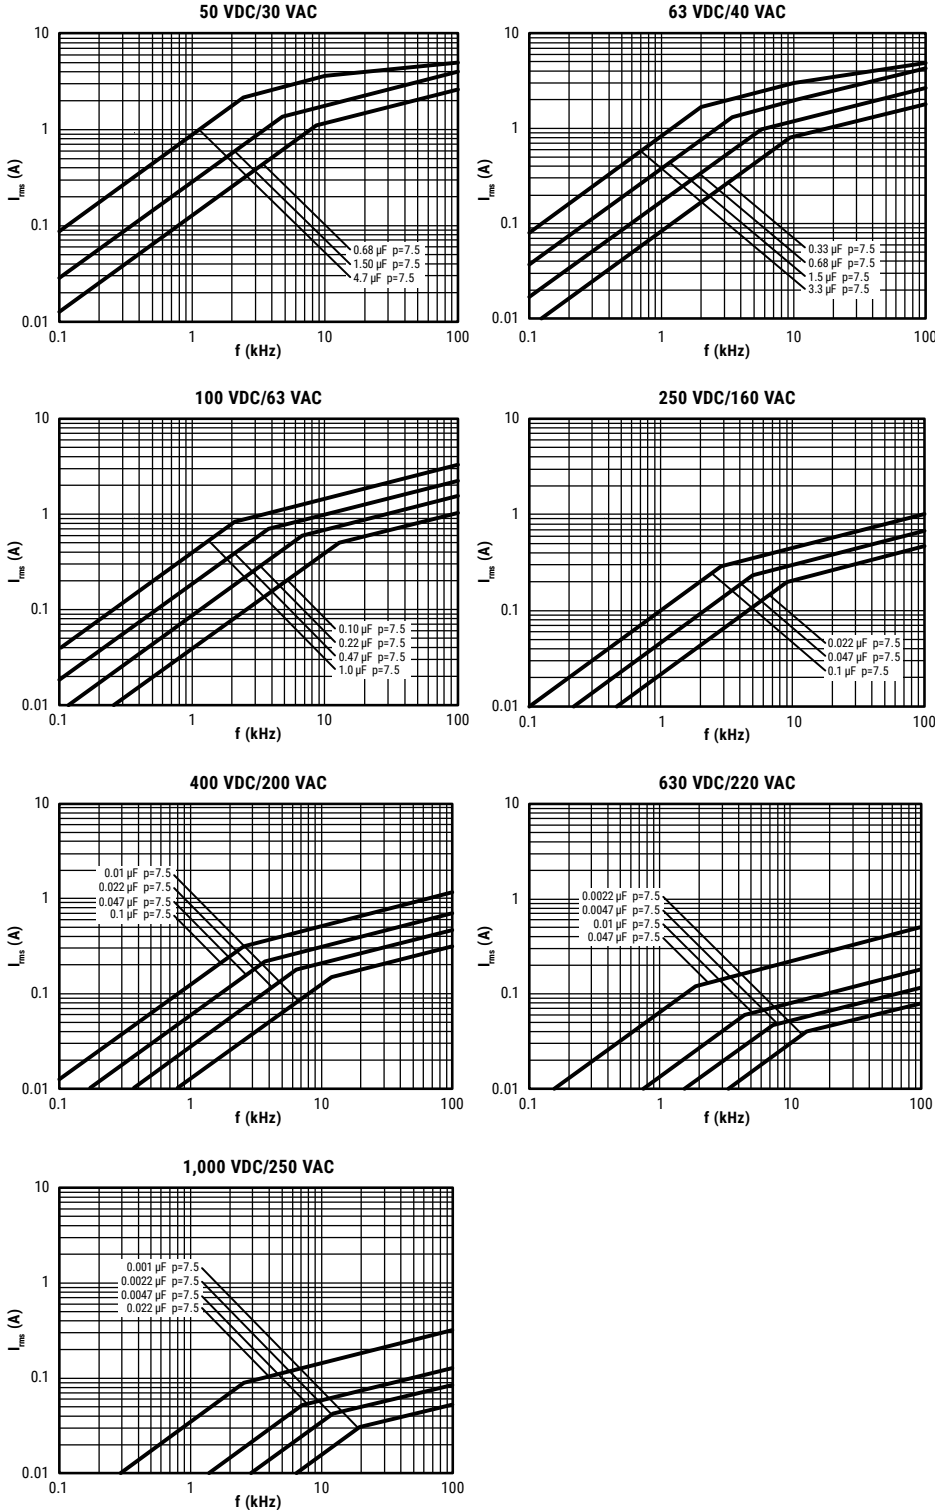 50 VDC/30 VAC
10
1
0.1
0.01
Irms (A)
0.68 µF p=7.5
1.50 µF p=7.5
4.7 µF p=7.5
0.1 1 10 100
f (kHz)
63 VDC/40 VAC
10
1
0.1
0.01
Irms (A)
0.33 µF p=7.5
0.68 µF p=7.5
1.5 µF p=7.5
3.3 µF p=7.5
0.1 1 10 100
f (kHz)
100 VDC/63 VAC
10
1
0.1
0.01
Irms (A)
0.10 µF p=7.5
0.22 µF p=7.5
0.47 µF p=7.5
1.0 µF p=7.5
0.1 1 10 100
f (kHz)
250 VDC/160 VAC
10
1
0.1
0.01
Irms (A)
0.022 µF p=7.5
0.047 µF p=7.5
0.1 µF p=7.5
0.1 1 10 100
f (kHz)
400 VDC/200 VAC
10
1
0.1
0.01
Irms (A)
0.01 µF p=7.5
0.022 µF p=7.5
0.047 µF p=7.5
0.1 µF p=7.5
0.1 1 10 100
f (kHz)
630 VDC/220 VAC
10
1
0.1
0.01
Irms (A)
0.0022 µF p=7.5
0.0047 µF p=7.5
0.01 µF p=7.5
0.047 µF p=7.5
0.1 1 10 100
f (kHz)
1,000 VDC/250 VAC
10
1
0.1
0.01
Irms (A)
0.001 µF p=7.5
0.0022 µF p=7.5
0.0047 µF p=7.5
0.022 µF p=7.5
0.1 1 10 100
f (kHz)